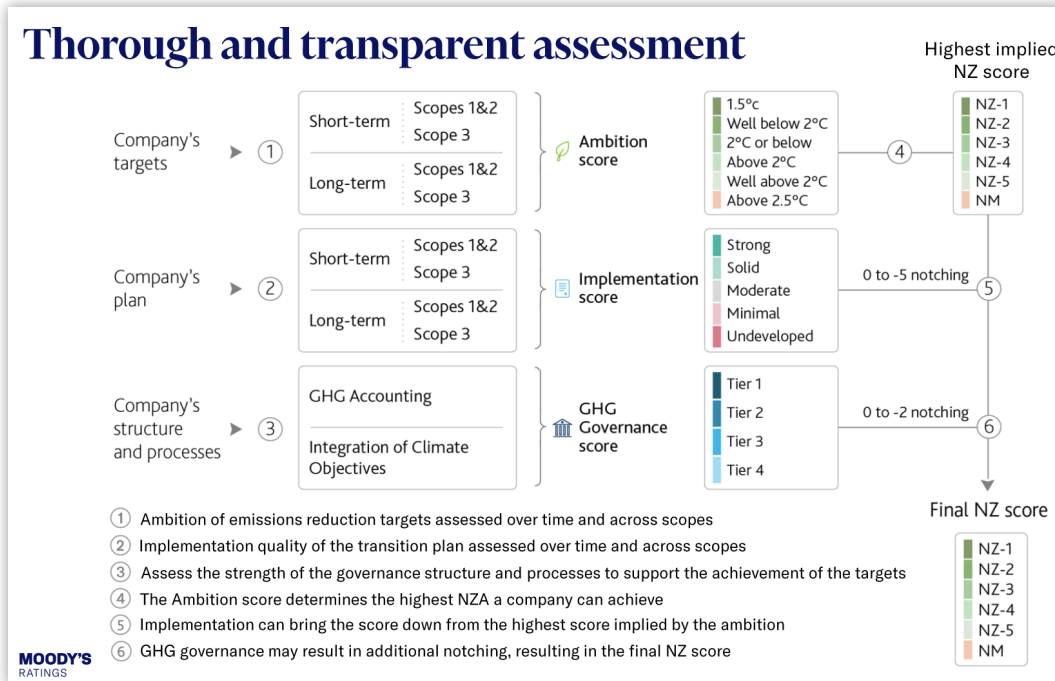 Thorough and transparent assessment
Highest implied
NZ score
Company's
targets
1
Short-term
Scopes 1&2
Scope 3
Long-term
Scopes 1&2
Scope 3
Ambition
score
1.5°c
Well below 2°C
2°C or below
Above 2°C
Well above 2°C
Above 2.5°C
4
NZ-1
NZ-2
NZ-3
NZ-4
NZ-5
NM
Company's
plan
2
Short-term
Scopes 1&2
Scope 3
Long-term
Scopes 1&2
Scope 3
Implementation
score
Strong
Solid
Moderate
Minimal
Undeveloped
0 to -5 notching
5
Company's
structure
and processes
3
GHG Accounting
Integration of Climate
Objectives
GHG
Governance
score
Tier 1
Tier 2
Tier 3
Tier 4
0 to -2 notching
6
Final NZ score
NZ-1
NZ-2
NZ-3
NZ-4
NZ-5
NM
1 Ambition of emissions reduction targets assessed over time and across scopes
2 Implementation quality of the transition plan assessed over time and across scopes
3 Assess the strength of the governance structure and processes to support the achievement of the targets
4 The Ambition score determines the highest NZA a company can achieve
5 Implementation can bring the score down from the highest score implied by the ambition
6 GHG governance may result in additional notching, resulting in the final NZ score
MOODY'S
RATINGS